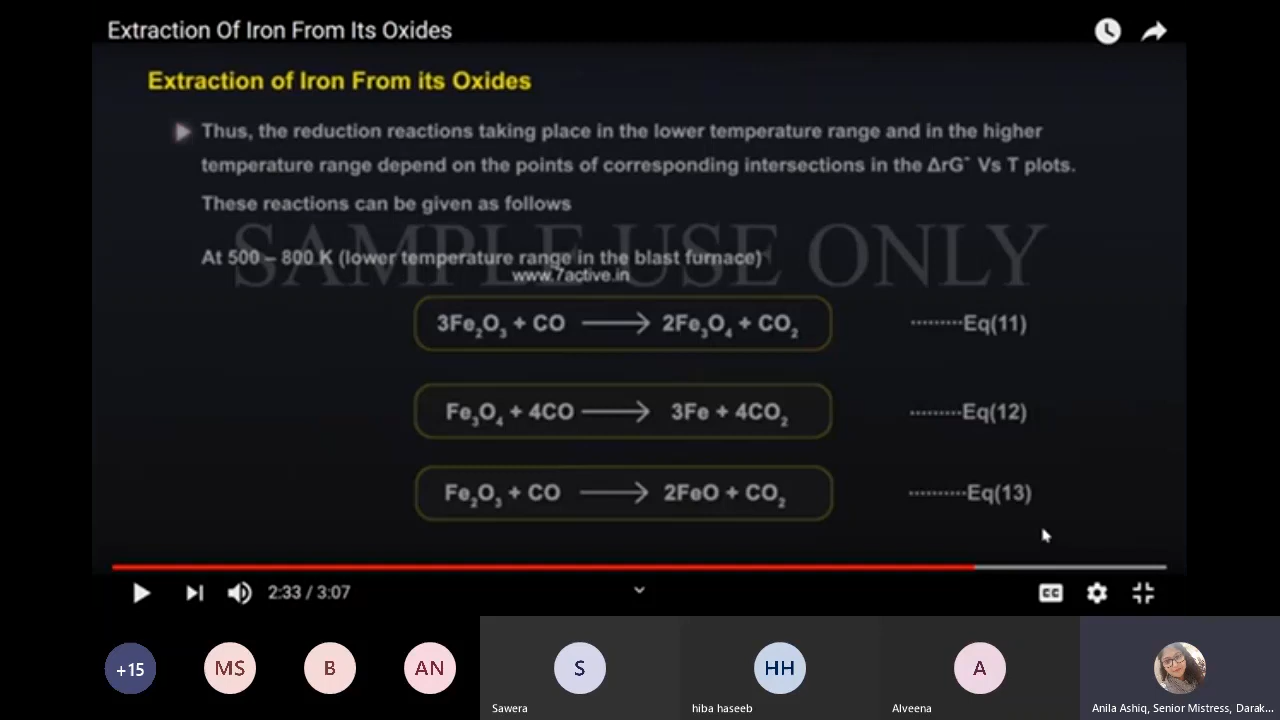 Extraction Of Iron From Its Oxides
Extraction of Iron From its Oxides
Thus, the reduction reactions taking place in the lower temperature range and in the higher
temperature range depend on the points of corresponding intersections in the ΔrG° Vs T plots.
These reactions can be given as follows
SAMPLE USE ONLY
At 500 – 800 K (lower temperature range in the blast furnace)
www.7active.in
3Fe₂O₃ + CO ⟶ 2Fe₃O₄ + CO₂ ·········Eq(11)
Fe₃O₄ + 4CO ⟶ 3Fe + 4CO₂ ·········Eq(12)
Fe₂O₃ + CO ⟶ 2FeO + CO₂ ··········Eq(13)
2:33 / 3:07
CC
+15
MS
B
AN
S
HH
A
Sawera
hiba haseeb
Alveena
Anila Ashiq, Senior Mistress, Darak...